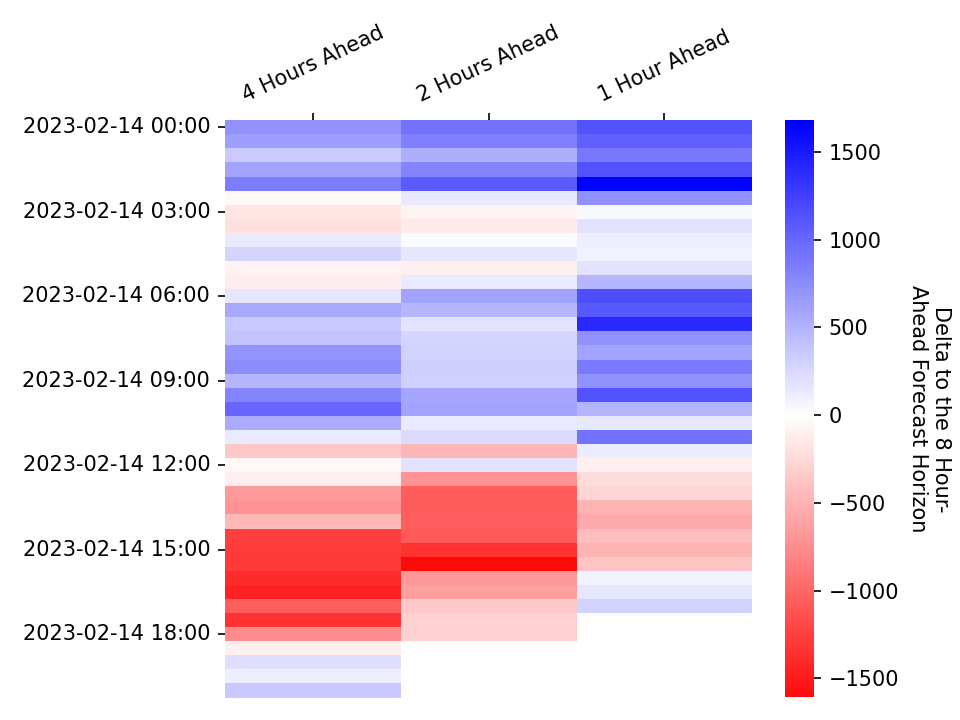 4 Hours Ahead
2 Hours Ahead
1 Hour Ahead
2023-02-14 00:00
2023-02-14 03:00
2023-02-14 06:00
2023-02-14 09:00
2023-02-14 12:00
2023-02-14 15:00
2023-02-14 18:00
1500
1000
500
0
−500
−1000
−1500
Delta to the 8 Hour-
Ahead Forecast Horizon